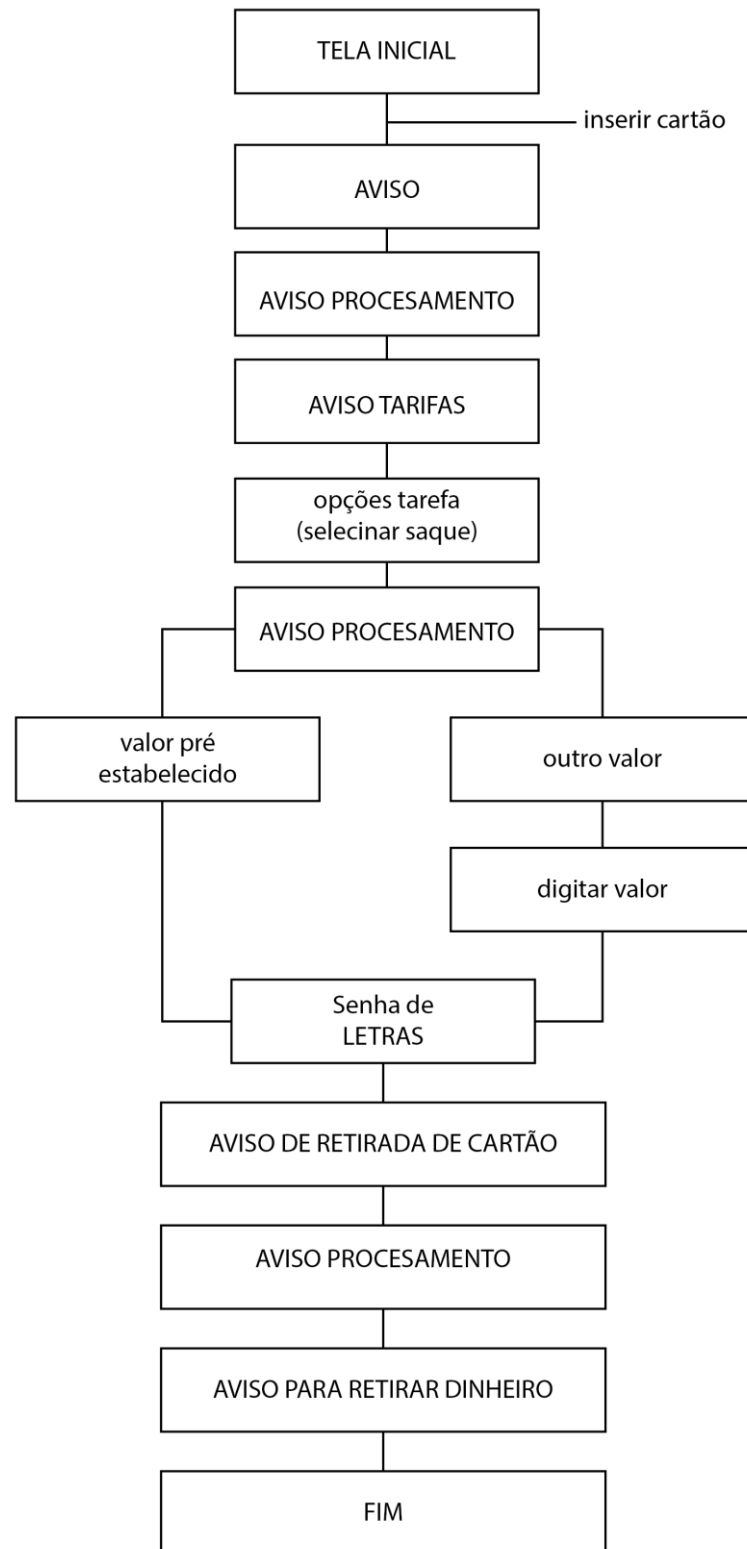 TELA INICIAL
inserir cartão
AVISO
AVISO PROCESAMENTO
AVISO TARIFAS
opções tarefa
(selecinar saque)
AVISO PROCESAMENTO
valor pré
estabelecido
outro valor
digitar valor
Senha de
LETRAS
AVISO DE RETIRADA DE CARTÃO
AVISO PROCESAMENTO
AVISO PARA RETIRAR DINHEIRO
FIM